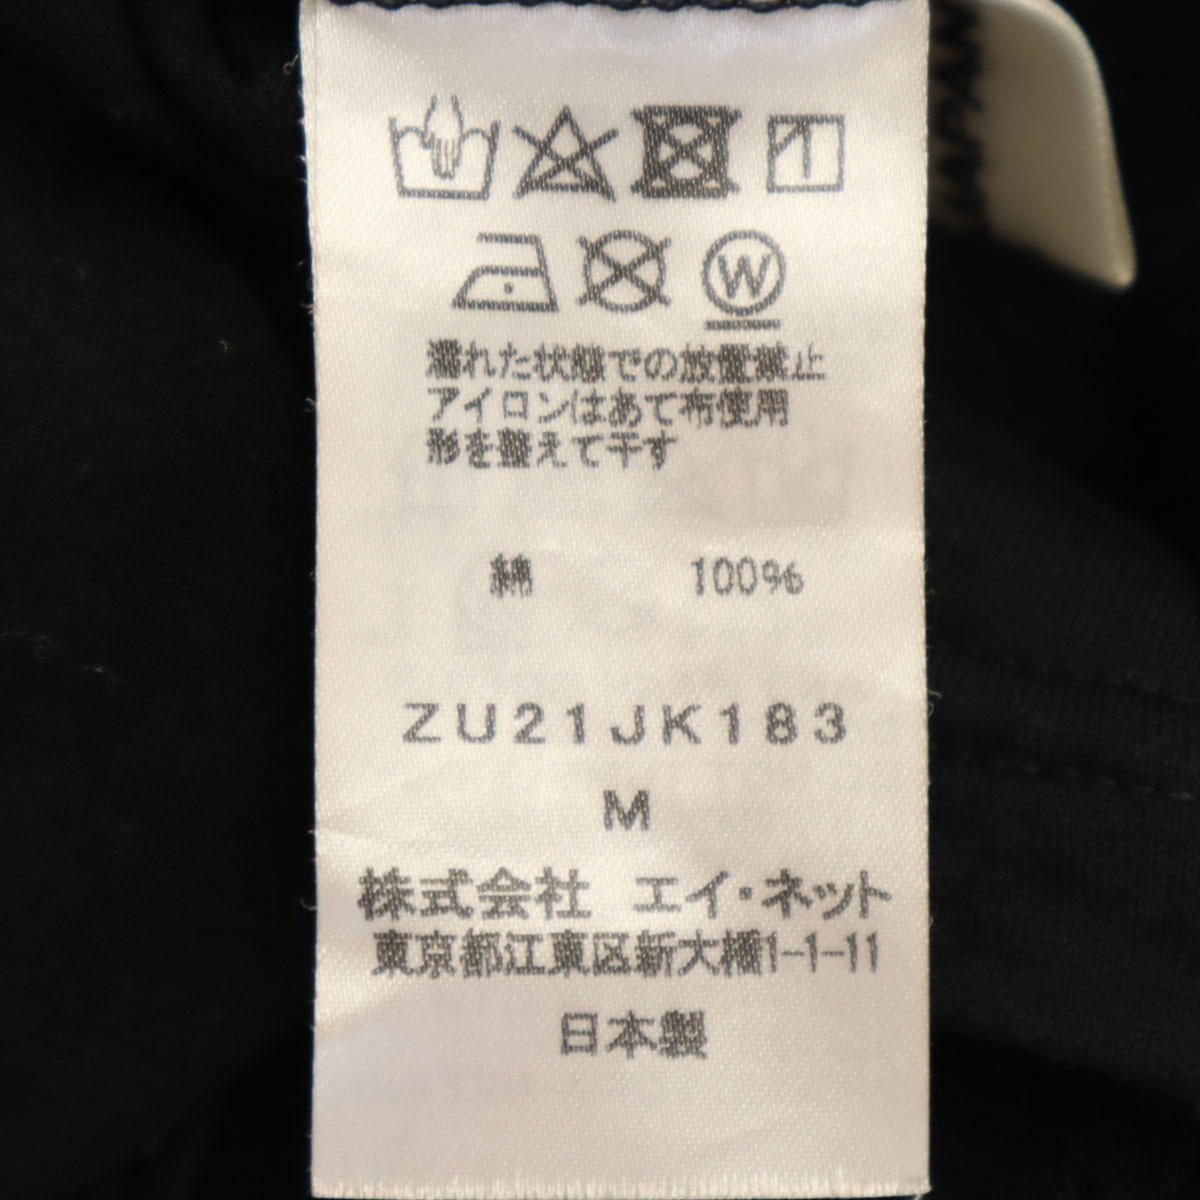 W
濡れた状態での放置禁止
アイロンはあて布使用
形を整えて干す
綿 100%
ZU21JK183
M
株式会社 エイ・ネット
東京都江東区新大橋1-1-11
日本製
JAPAN